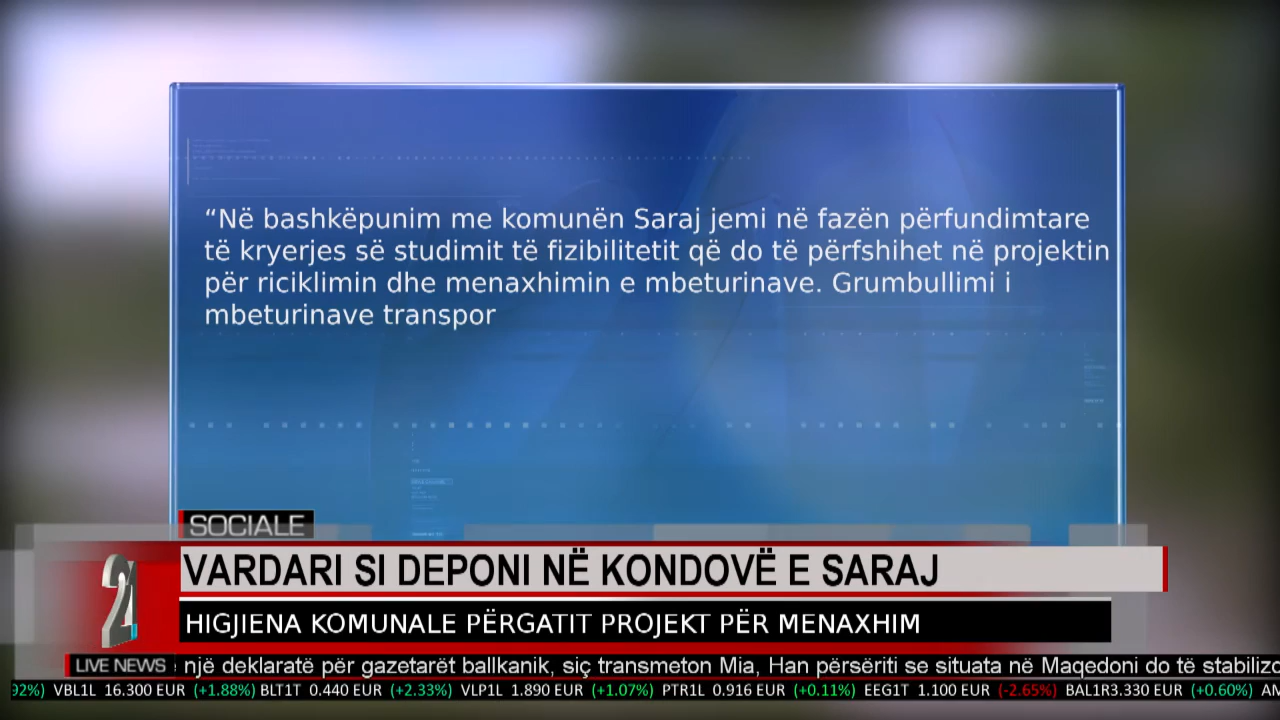 “Në bashkëpunim me komunën Saraj jemi në fazën përfundimtare
të kryerjes së studimit të fizibilitetit që do të përfshihet në projektin
për riciklimin dhe menaxhimin e mbeturinave. Grumbullimi i
mbeturinave transpor
SOCIALE
VARDARI SI DEPONI NË KONDOVË E SARAJ
21
HIGJIENA KOMUNALE PËRGATIT PROJEKT PËR MENAXHIM
LIVE NEWS një deklaratë për gazetarët ballkanik, siç transmeton Mia, Han përsëriti se situata në Maqedoni do të stabilizo
92%) VBL1L 16.300 EUR (+1.88%) BLT1T 0.440 EUR (+2.33%) VLP1L 1.890 EUR (+1.07%) PTR1L 0.916 EUR (+0.11%) EEG1T 1.100 EUR (-2.65%) BAL1R3.330 EUR (+0.60%) AM